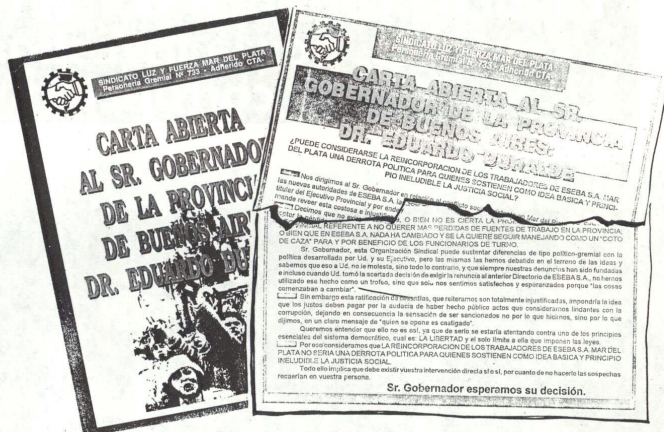 SINDICATO LUZ Y FUERZA MAR DEL PLATA
Personería Gremial Nº 733 - Adherido CTA-
CARTA ABIERTA
AL SR. GOBERNADO
DE LA PROVINCI
DE BUENOS AIR
DR. EDUARDO DU
SINDICATO LUZ Y FUERZA MAR DEL PLATA
Personería Gremial Nº 733 - Adherido CTA-
CARTA ABIERTA AL SR.
GOBERNADOR DE LA PROVINCIA
DE BUENOS AIRES,
DR. EDUARDO DUHALDE
¿PUEDE CONSIDERARSE LA REINCORPORACION DE LOS TRABAJADORES DE ESEBA S.A. MAR
DEL PLATA UNA DERROTA POLITICA PARA QUIENES SOSTIENEN COMO IDEA BASICA Y PRINCI-
PIO INELUDIBLE LA JUSTICIA SOCIAL?
Nos dirigimos al Sr. Gobernador en
las nuevas autoridades de ESEBA S.A.
titular del Ejecutivo Provincial y por
mende rever esta costosa e
Decimos que no O BIEN NO ES CIERTA LA
PROVINCIAL REFERENTE A NO QUERER MAS PERDIDAS DE FUENTES DE TRABAJO EN LA PROVINCIA;
O BIEN QUE EN ESEBA S.A. NADA HA CAMBIADO Y SE LA QUIERE SEGUIR MANEJANDO COMO UN "COTO
DE CAZA" PARA Y POR BENEFICIO DE LOS FUNCIONARIOS DE TURNO.
Sr. Gobernador, esta Organización Sindical puede sustentar diferencias de tipo político-gremial con la
política desarrollada por Ud. y su Ejecutivo, pero las mismas las hemos debatido en el terreno de las ideas y
sabemos que eso a Ud. no le molesta, sino todo lo contrario, y que siempre nuestras denuncias han sido fundadas
e incluso cuando Ud. tomó la acertada decisión de exigir la renuncia al anterior Directorio de ESEBA S.A., no hemos
utilizado ese hecho como un trofeo, sino que solo nos sentimos satisfechos y esperanzados porque "las cosas
comenzaban a cambiar".
Sin embargo esta ratificación de cesantías, que reiteramos son totalmente injustificadas, impondría la idea
que los justos deben pagar por la audacia de haber hecho público actos que consideramos lindantes con la
corrupción, dejando en consecuencia la sensación de ser sancionados no por lo que hicimos, sino por lo que
dijimos, en un claro mensaje de "quien se opone es castigado".
Queremos entender que ello no es así, ya que de serlo se estaría atentando contra uno de los principios
esenciales del sistema democrático, cual es: LA LIBERTAD y el solo límite a ella que imponen las leyes.
Por eso consideramos que LA REINCORPORACION DE LOS TRABAJADORES DE ESEBA S.A. MAR DEL
PLATA NO SERIA UNA DERROTA POLITICA PARA QUIENES SOSTIENEN COMO IDEA BASICA Y PRINCIPIO
INELUDIBLE LA JUSTICIA SOCIAL.
Todo ello implica que debe existir vuestra intervención directa sí o sí, por cuanto de no hacerlo las sospechas
recaerían en vuestra persona.
Sr. Gobernador esperamos su decisión.